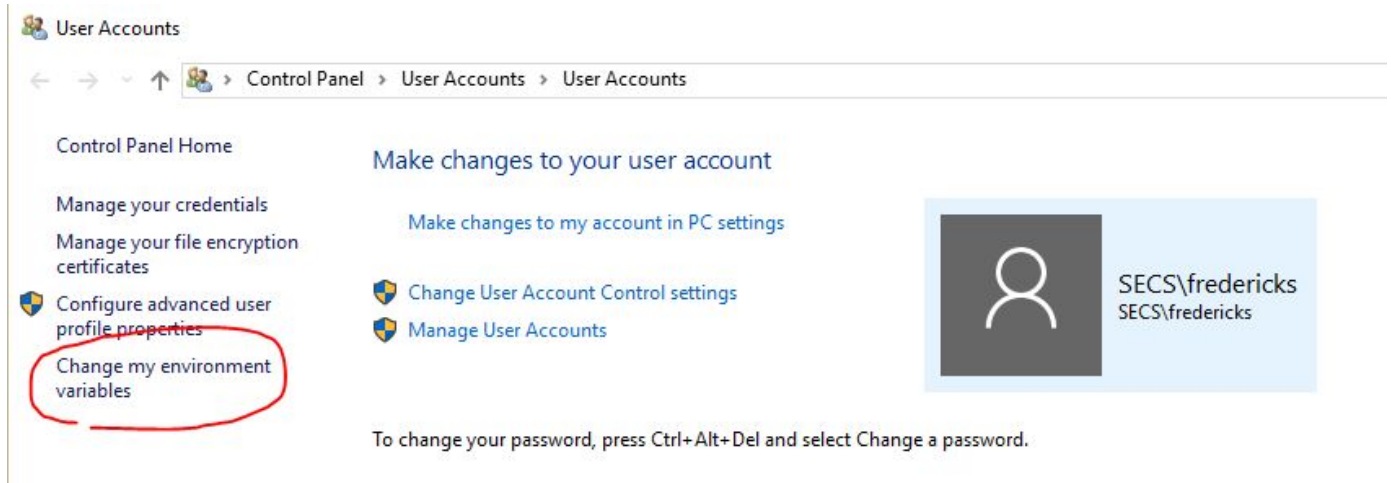 User Accounts
Control Panel > User Accounts > User Accounts
Control Panel Home
Manage your credentials
Manage your file encryption
certificates
Configure advanced user
profile properties
Change my environment
variables
Make changes to your user account
Make changes to my account in PC settings
Change User Account Control settings
Manage User Accounts
SECS\fredericks
SECS\fredericks
To change your password, press Ctrl+Alt+Del and select Change a password.